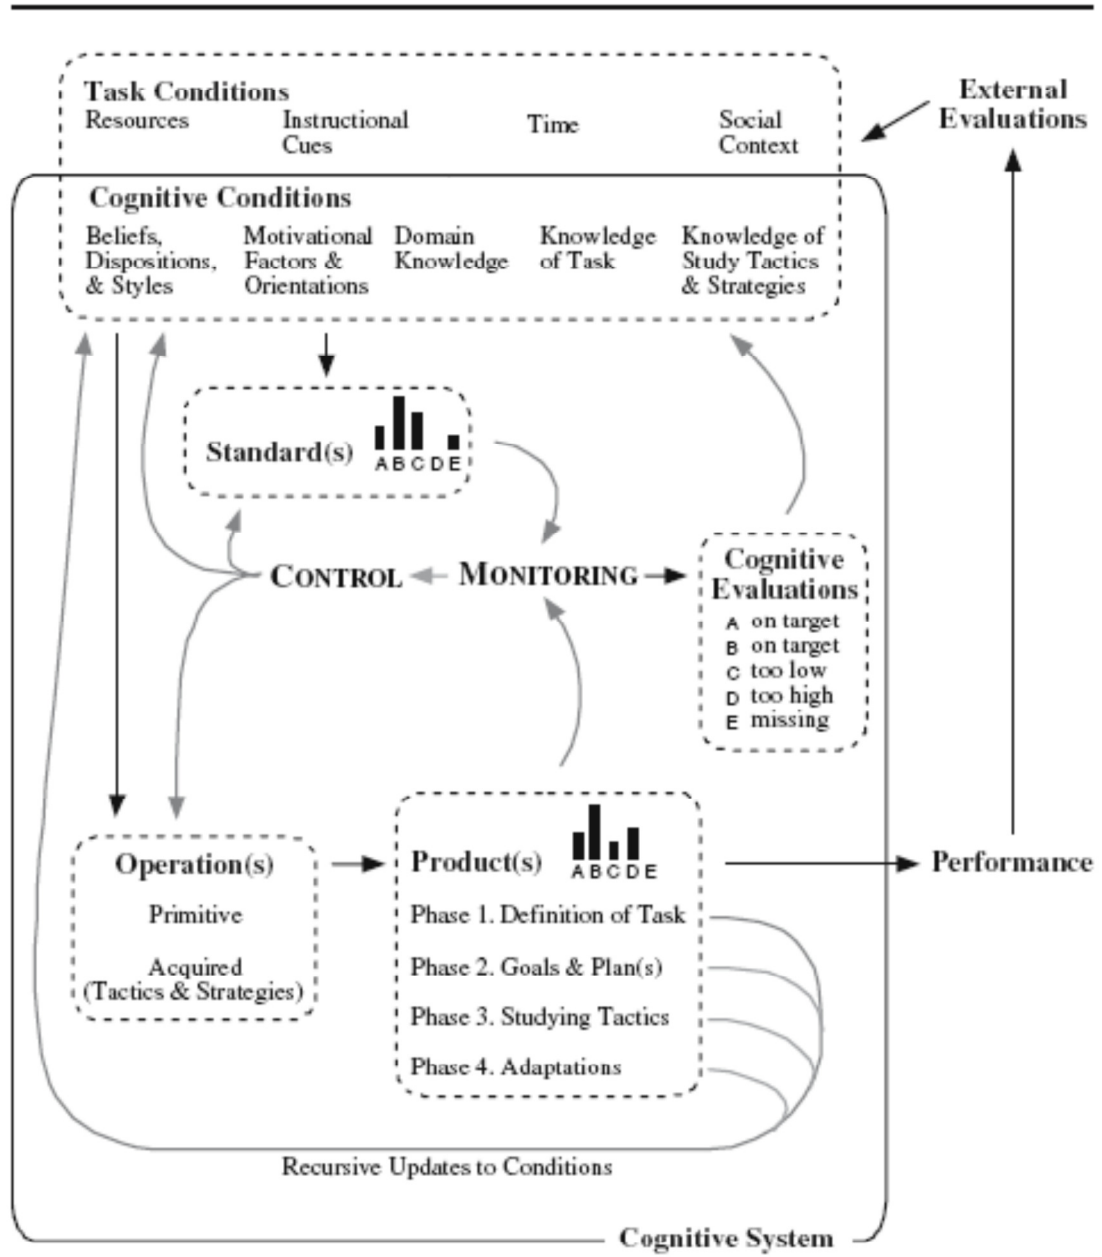 Task Conditions
Resources
Instructional
Cues
Time
Social
Context
External
Evaluations
Cognitive Conditions
Beliefs,
Dispositions,
& Styles
Motivational
Factors &
Orientations
Domain
Knowledge
Knowledge
of Task
Knowledge of
Study Tactics
& Strategies
Standard(s)
A B C D E
CONTROL
MONITORING
Cognitive
Evaluations
A on target
B on target
C too low
D too high
E missing
Operation(s)
Primitive
Acquired
(Tactics & Strategies)
Product(s)
A B C D E
Phase 1. Definition of Task
Phase 2. Goals & Plan(s)
Phase 3. Studying Tactics
Phase 4. Adaptations
Performance
Recursive Updates to Conditions
Cognitive System